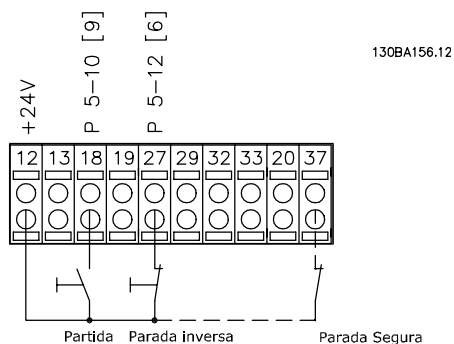 +24V
P 5-10 [9]
P 5-12 [6]
130BA156.12
12 13 18 19 27 29 32 33 20 37
Partida Parada inversa Parada Segura